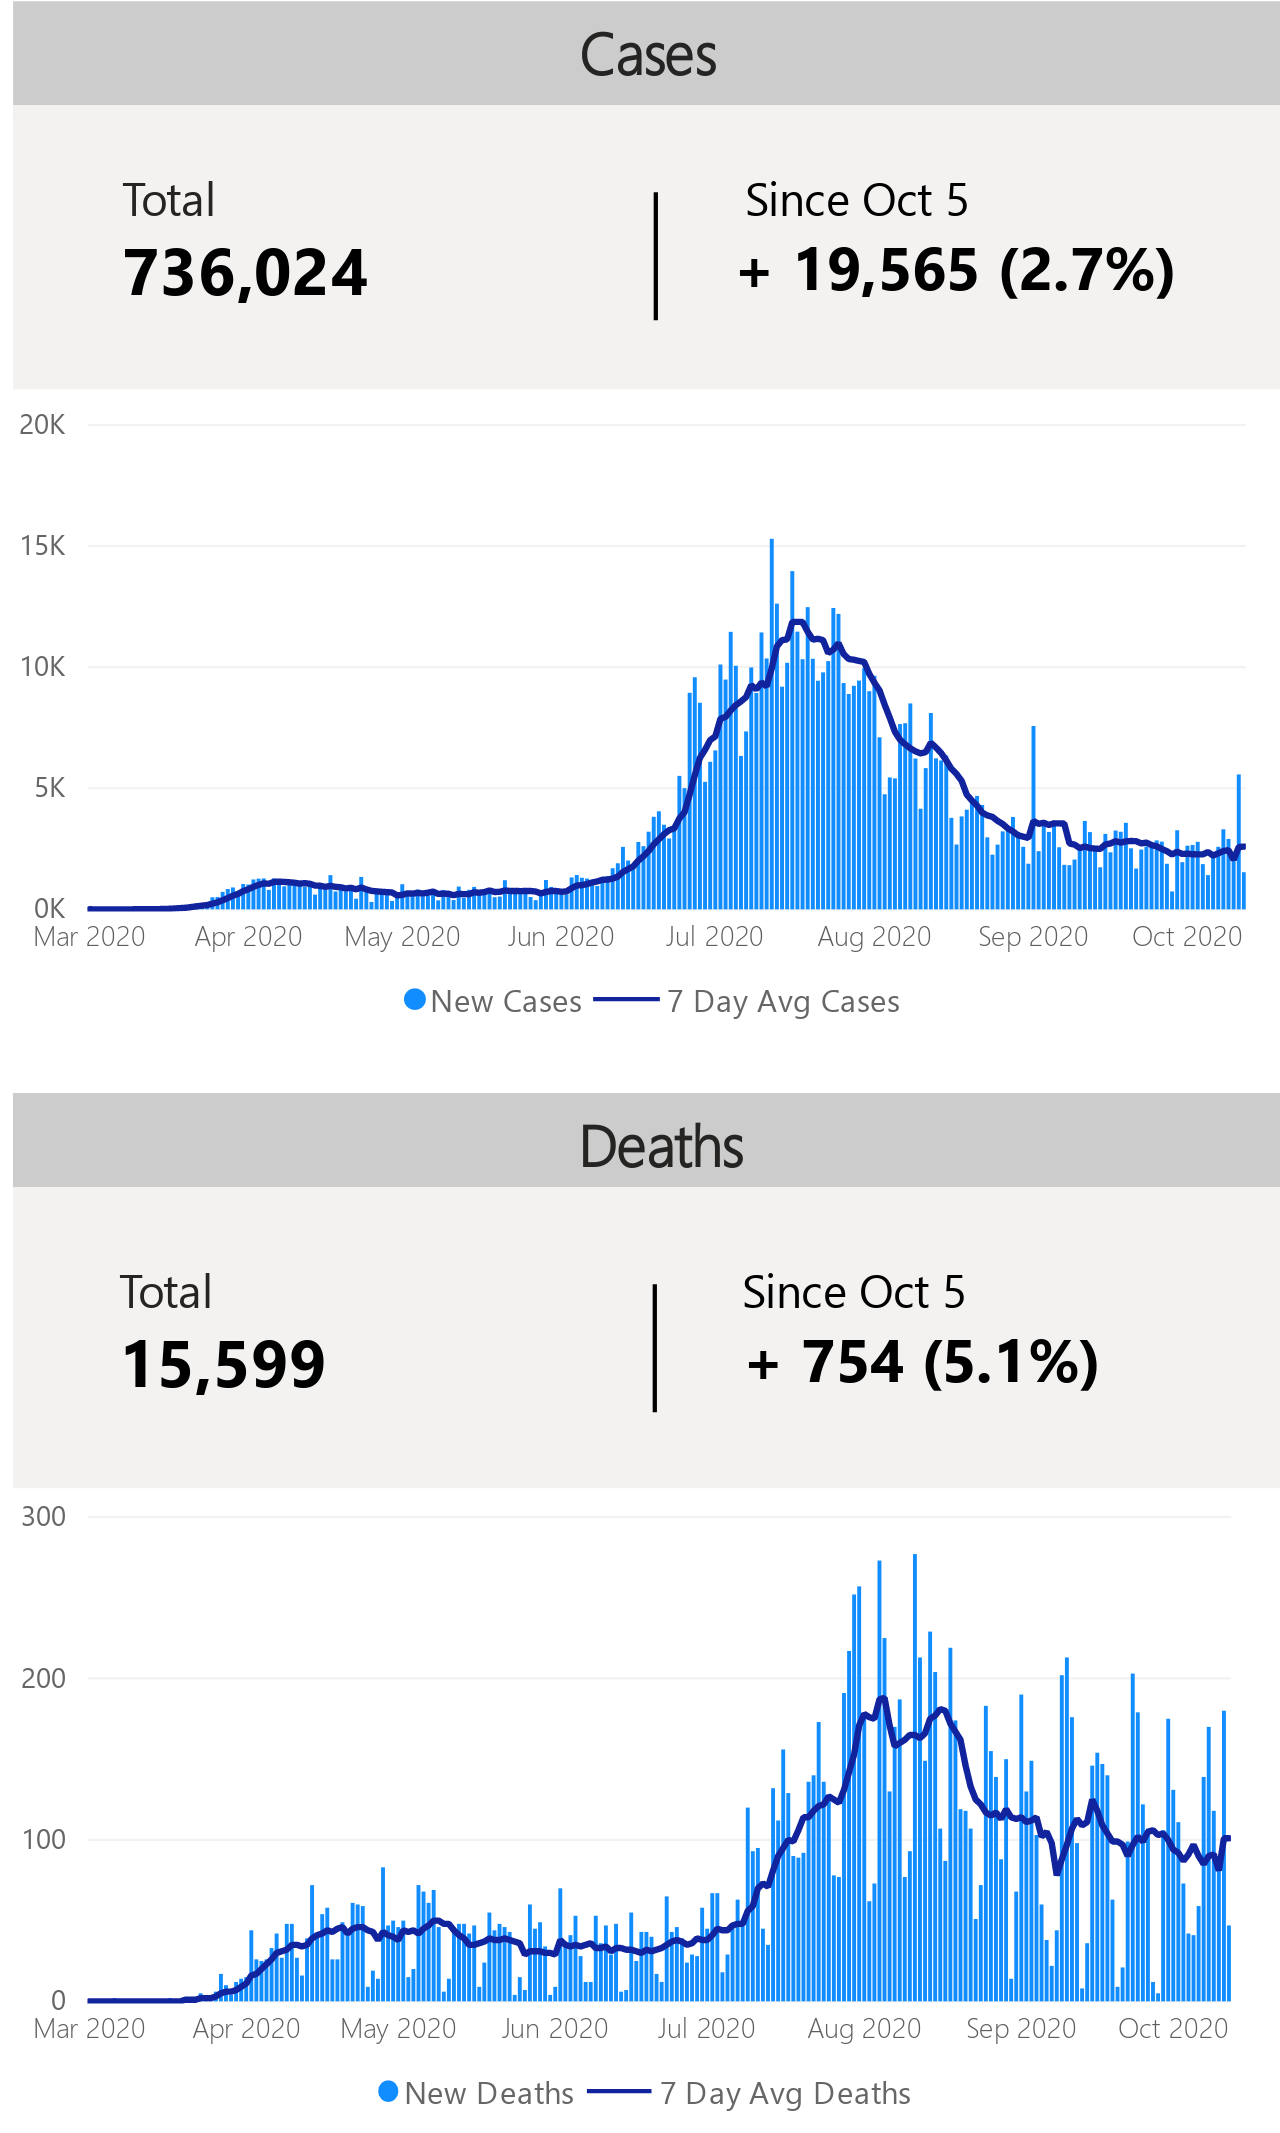 Cases
Total
Since Oct 5
736,024
+ 19,565 (2.7%)
20K
15K
10K
5K
0K
Mar 2020 Apr 2020 May 2020 Jun 2020 Jul 2020 Aug 2020 Sep 2020 Oct 2020
New Cases 7 Day Avg Cases
Deaths
Total
Since Oct 5
15,599
+ 754 (5.1%)
300
200
100
0
Mar 2020 Apr 2020 May 2020 Jun 2020 Jul 2020 Aug 2020 Sep 2020 Oct 2020
New Deaths 7 Day Avg Deaths